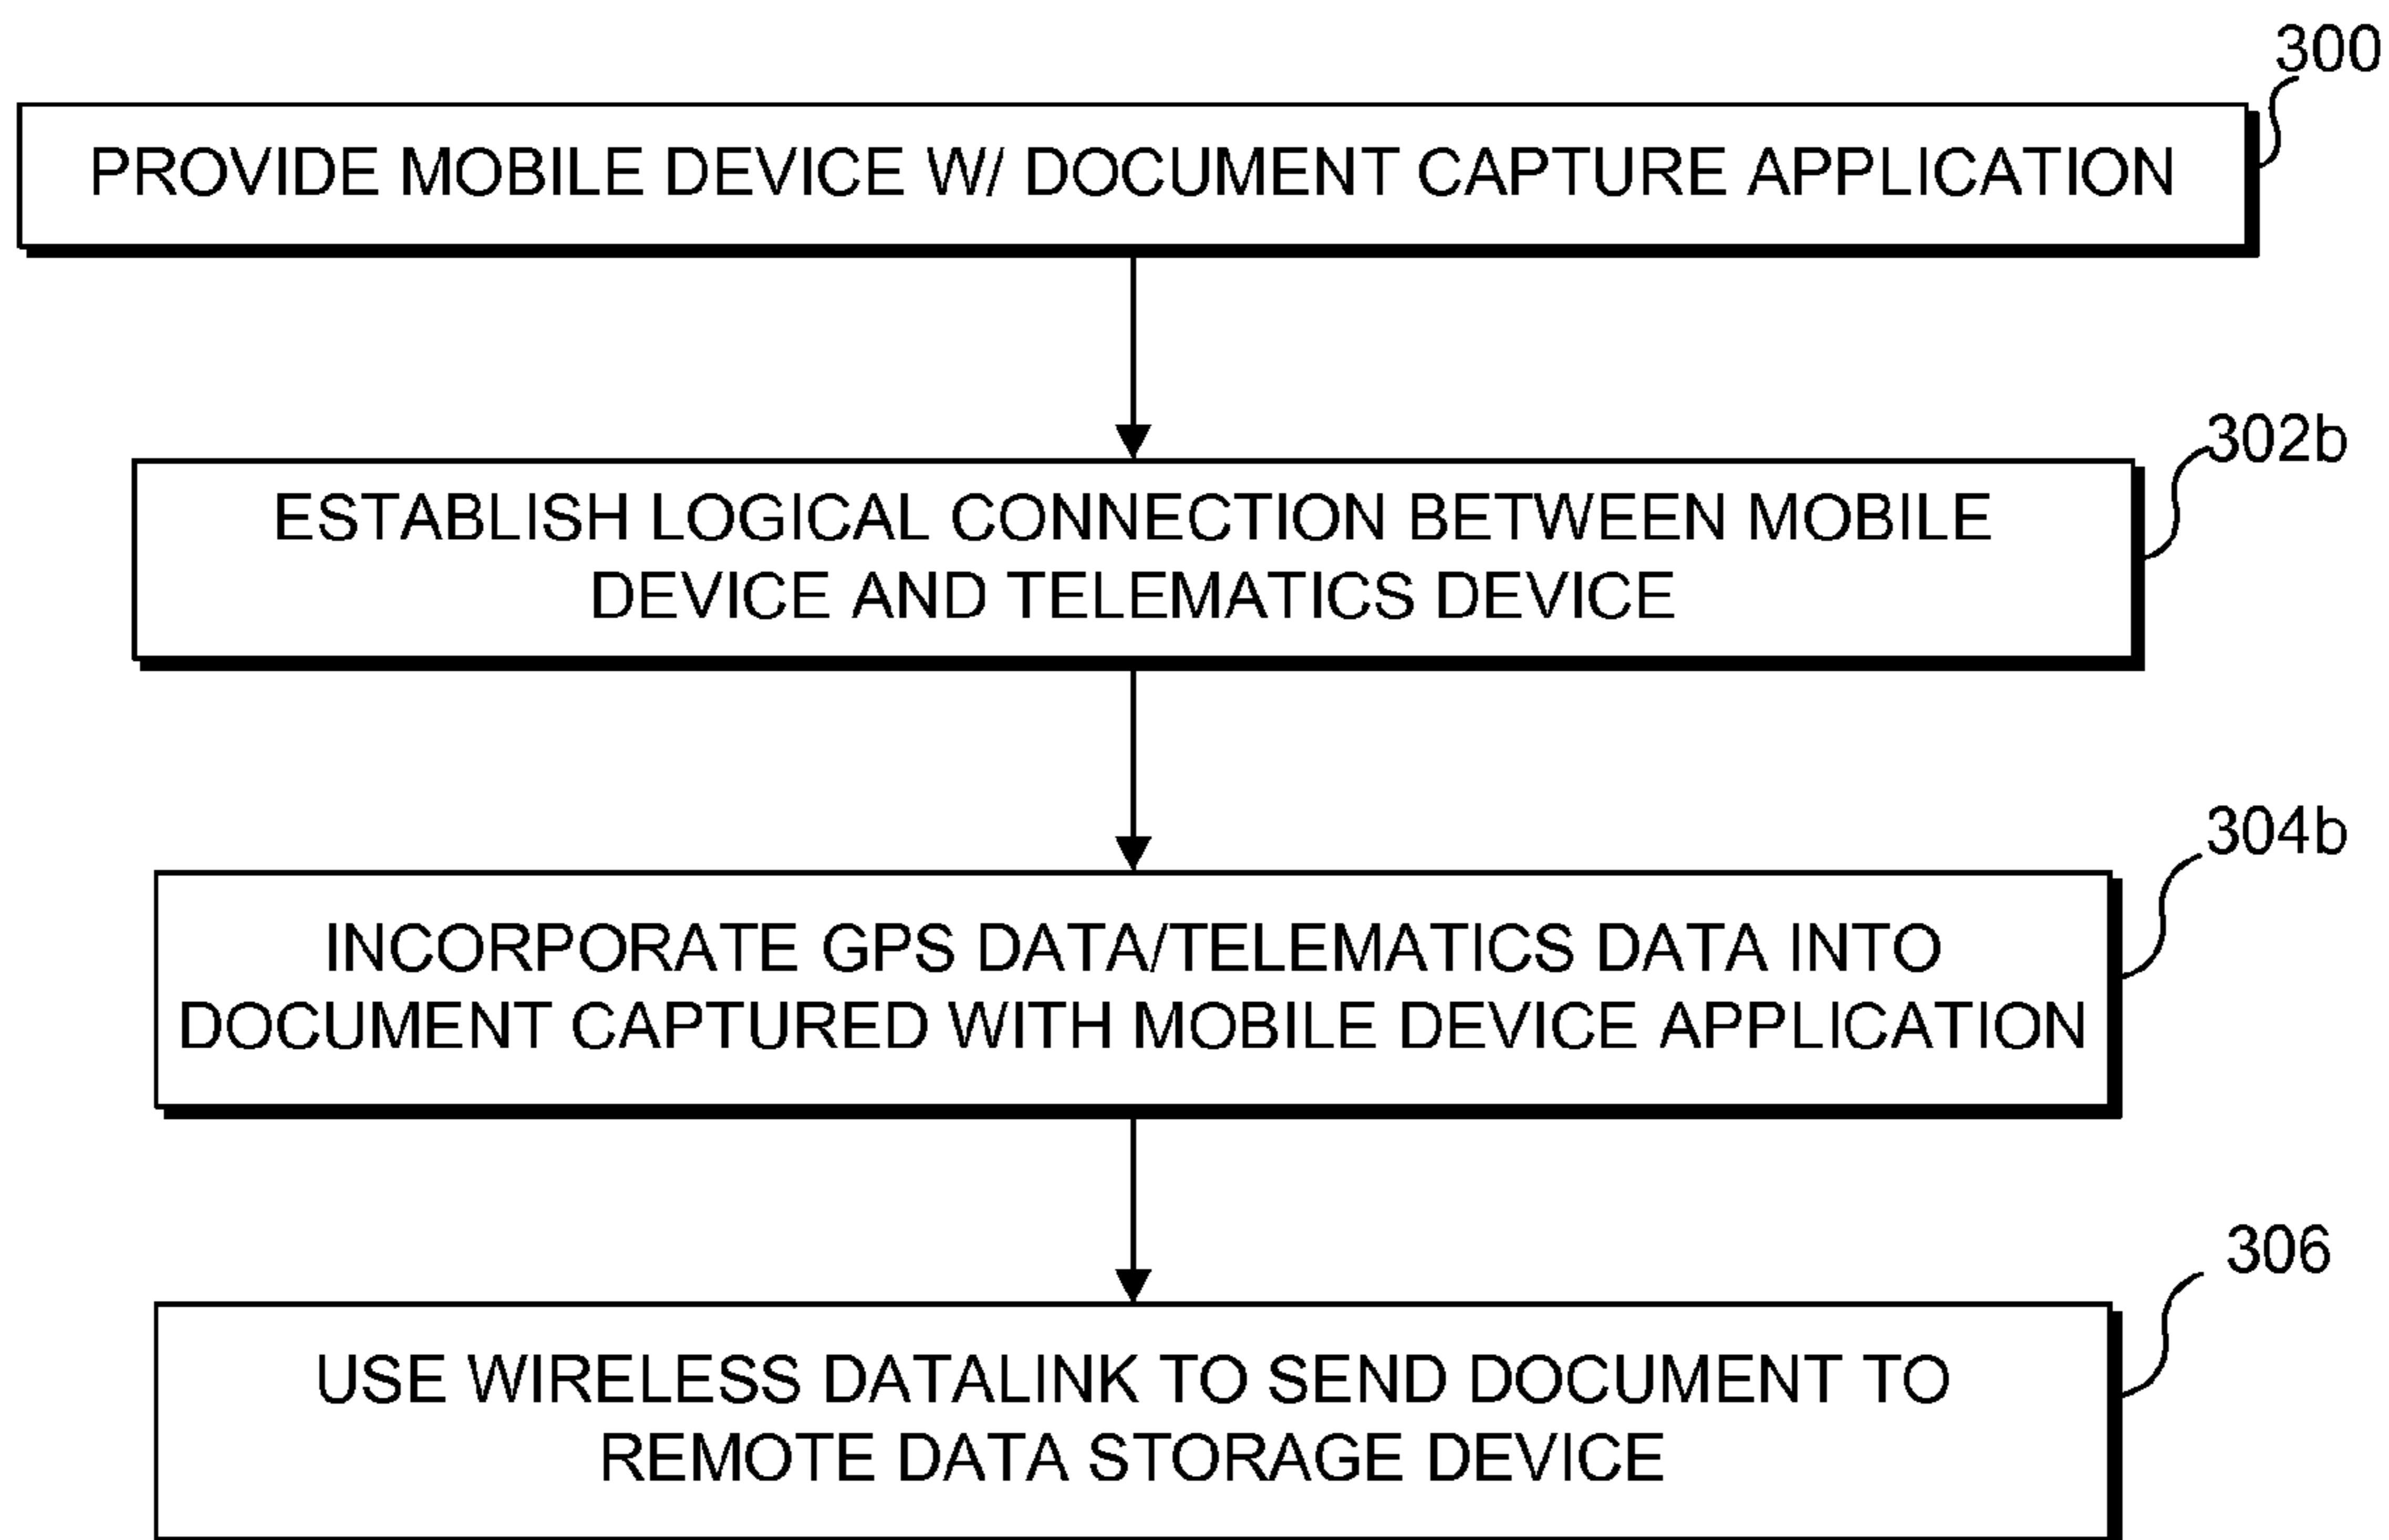 300
PROVIDE MOBILE DEVICE W/ DOCUMENT CAPTURE APPLICATION
302b
ESTABLISH LOGICAL CONNECTION BETWEEN MOBILE
DEVICE AND TELEMATICS DEVICE
304b
INCORPORATE GPS DATA/TELEMATICS DATA INTO
DOCUMENT CAPTURED WITH MOBILE DEVICE APPLICATION
306
USE WIRELESS DATALINK TO SEND DOCUMENT TO
REMOTE DATA STORAGE DEVICE